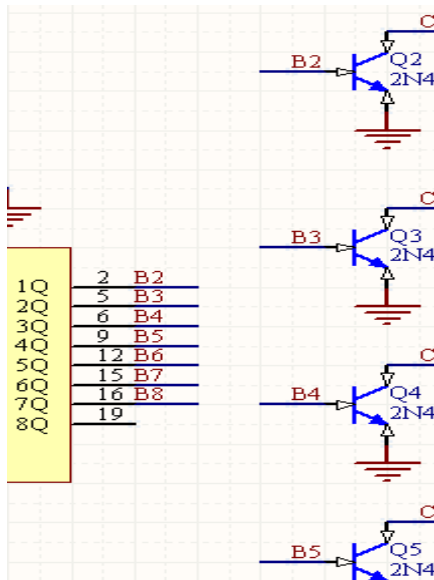 C
B2
Q2
2N4
C
B3
Q3
2N4
1Q 2 B2
2Q 5 B3
3Q 6 B4
4Q 9 B5
5Q 12 B6
6Q 15 B7
7Q 16 B8
8Q 19
C
B4
Q4
2N4
C
B5
Q5
2N4